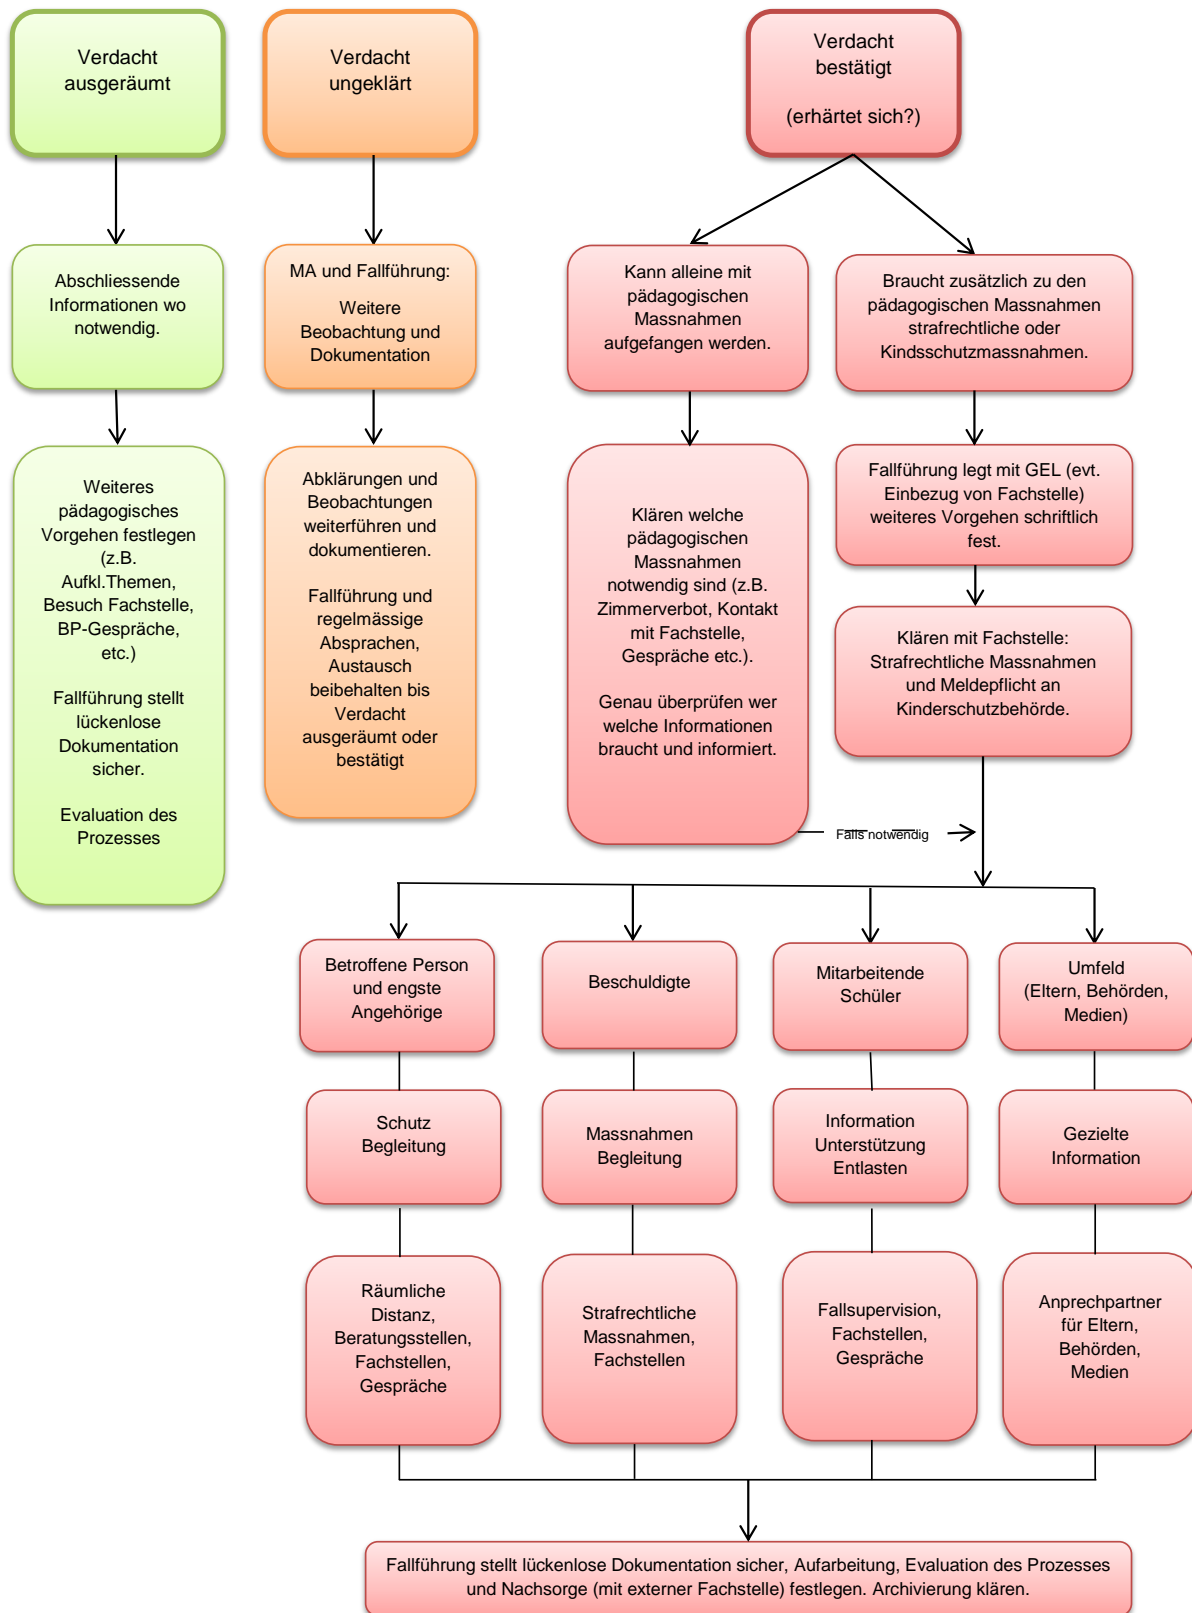 Verdacht
ausgeräumt
Verdacht
ungeklärt
Verdacht
bestätigt
(erhärtet sich?)
Abschliessende
Informationen wo
notwendig.
MA und Fallführung:
Weitere
Beobachtung und
Dokumentation
Kann alleine mit
pädagogischen
Massnahmen
aufgefangen werden.
Braucht zusätzlich zu den
pädagogischen Massnahmen
strafrechtliche oder
Kindsschutzmassnahmen.
Weiteres
pädagogisches
Vorgehen festlegen
(z.B.
Aufkl.Themen,
Besuch Fachstelle,
BP-Gespräche,
etc.)
Fallführung stellt
lückenlose
Dokumentation
sicher.
Evaluation des
Prozesses
Abklärungen und
Beobachtungen
weiterführen und
dokumentieren.
Fallführung und
regelmässige
Absprachen,
Austausch
beibehalten bis
Verdacht
ausgeräumt oder
bestätigt
Klären welche
pädagogischen
Massnahmen
notwendig sind (z.B.
Zimmerverbot, Kontakt
mit Fachstelle,
Gespräche etc.).
Genau überprüfen wer
welche Informationen
braucht und informiert.
Fallführung legt mit GEL (evt.
Einbezug von Fachstelle)
weiteres Vorgehen schriftlich
fest.
Klären mit Fachstelle:
Strafrechtliche Massnahmen
und Meldepflicht an
Kinderschutzbehörde.
Falls notwendig
Betroffene Person
und engste
Angehörige
Beschuldigte
Mitarbeitende
Schüler
Umfeld
(Eltern, Behörden,
Medien)
Schutz
Begleitung
Massnahmen
Begleitung
Information
Unterstützung
Entlasten
Gezielte
Information
Räumliche
Distanz,
Beratungsstellen,
Fachstellen,
Gespräche
Strafrechtliche
Massnahmen,
Fachstellen
Fallsupervision,
Fachstellen,
Gespräche
Anprechpartner
für Eltern,
Behörden,
Medien
Fallführung stellt lückenlose Dokumentation sicher, Aufarbeitung, Evaluation des Prozesses
und Nachsorge (mit externer Fachstelle) festlegen. Archivierung klären.